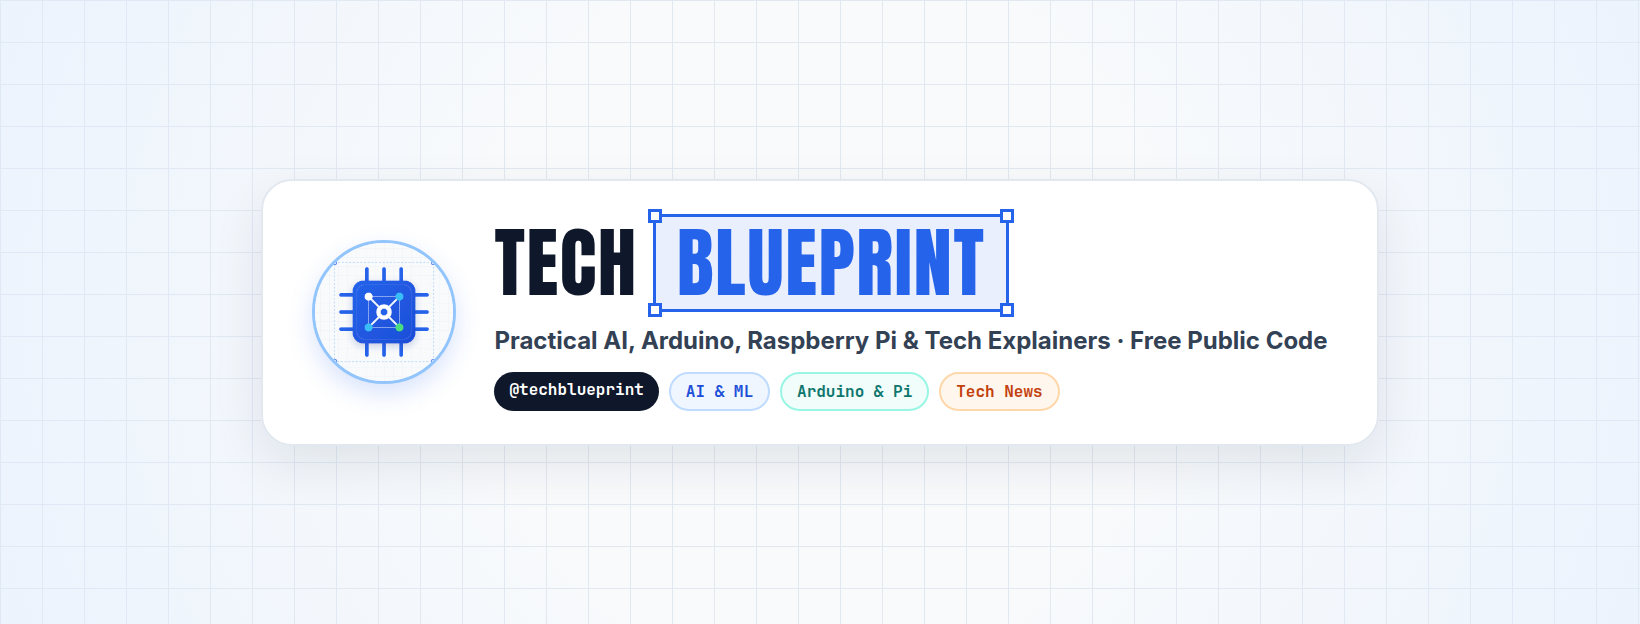 TECH BLUEPRINT
Practical AI, Arduino, Raspberry Pi & Tech Explainers · Free Public Code
@techblueprint AI & ML Arduino & Pi Tech News